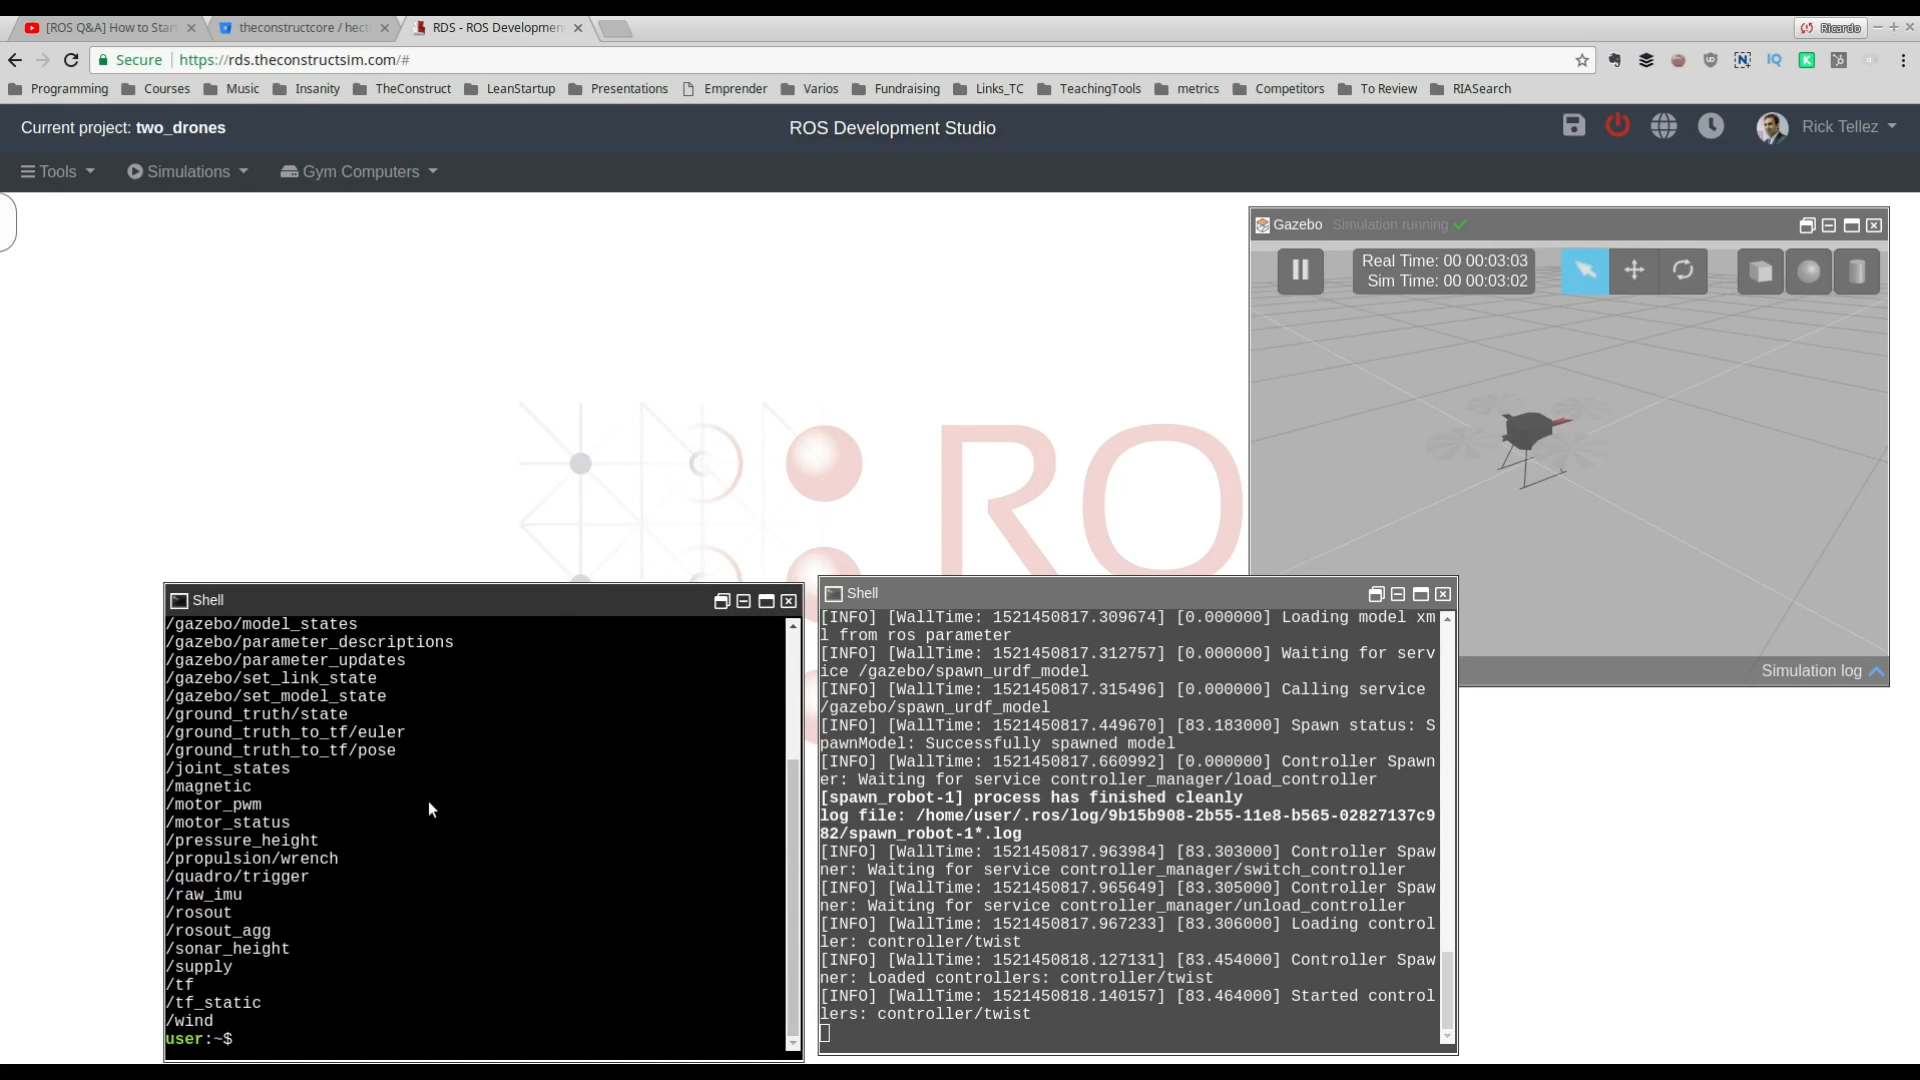 [ROS Q&A] How to Star
theconstructcore / hect
RDS - ROS Developmen
Ricardo
Secure
https://rds.theconstructsim.com/#
Programming
Courses
Music
Insanity
TheConstruct
LeanStartup
Presentations
Emprender
Varios
Fundraising
Links_TC
TeachingTools
metrics
Competitors
To Review
RIASearch
Current project: two_drones
ROS Development Studio
Rick Tellez
Tools
Simulations
Gym Computers
Gazebo
Simulation running
Real Time: 00 00:03:03
Sim Time: 00 00:03:02
RO
Simulation log
Shell
/gazebo/model_states
/gazebo/parameter_descriptions
/gazebo/parameter_updates
/gazebo/set_link_state
/gazebo/set_model_state
/ground_truth/state
/ground_truth_to_tf/euler
/ground_truth_to_tf/pose
/joint_states
/magnetic
/motor_pwm
/motor_status
/pressure_height
/propulsion/wrench
/quadro/trigger
/raw_imu
/rosout
/rosout_agg
/sonar_height
/supply
/tf
/tf_static
/wind
user:~$
Shell
[INFO] [WallTime: 1521450817.309674] [0.000000] Loading model xm
l from ros parameter
[INFO] [WallTime: 1521450817.312757] [0.000000] Waiting for serv
ice /gazebo/spawn_urdf_model
[INFO] [WallTime: 1521450817.315496] [0.000000] Calling service
/gazebo/spawn_urdf_model
[INFO] [WallTime: 1521450817.449670] [83.183000] Spawn status: S
pawnModel: Successfully spawned model
[INFO] [WallTime: 1521450817.660992] [0.000000] Controller Spawn
er: Waiting for service controller_manager/load_controller
[spawn_robot-1] process has finished cleanly
log file: /home/user/.ros/log/9b15b908-2b55-11e8-b565-02827137c9
82/spawn_robot-1*.log
[INFO] [WallTime: 1521450817.963984] [83.303000] Controller Spaw
ner: Waiting for service controller_manager/switch_controller
[INFO] [WallTime: 1521450817.965649] [83.305000] Controller Spaw
ner: Waiting for service controller_manager/unload_controller
[INFO] [WallTime: 1521450817.967233] [83.306000] Loading control
ler: controller/twist
[INFO] [WallTime: 1521450818.127131] [83.454000] Controller Spaw
ner: Loaded controllers: controller/twist
[INFO] [WallTime: 1521450818.140157] [83.464000] Started control
lers: controller/twist